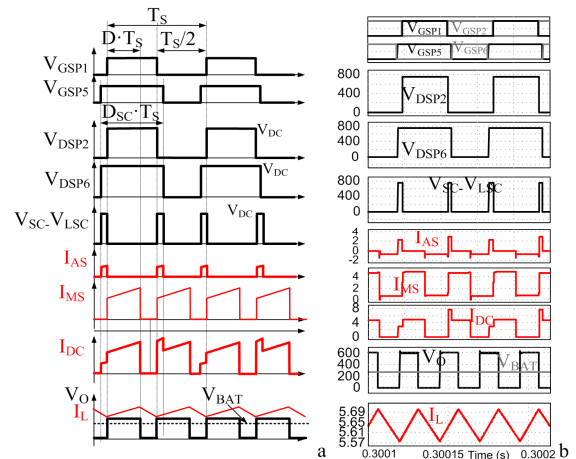 T_S
D·T_S
T_S/2
V_GSP1
V_GSP5
D_SC·T_S
V_DSP2
V_DC
V_DSP6
V_DC
V_SC-V_LSC
V_DC
I_AS
I_MS
I_DC
V_O
V_BAT
I_L
a
V_GSP1
V_GSP2
V_GSP5
V_GSP6
800
400
0
V_DSP2
800
400
0
V_DSP6
800
400
0
V_SC-V_LSC
4
2
0
-2
I_AS
4
2
0
I_MS
8
4
0
I_DC
600
400
200
0
V_O
V_BAT
5.69
5.65
5.61
5.57
I_L
0.3001
0.30015
Time (s)
0.3002
b